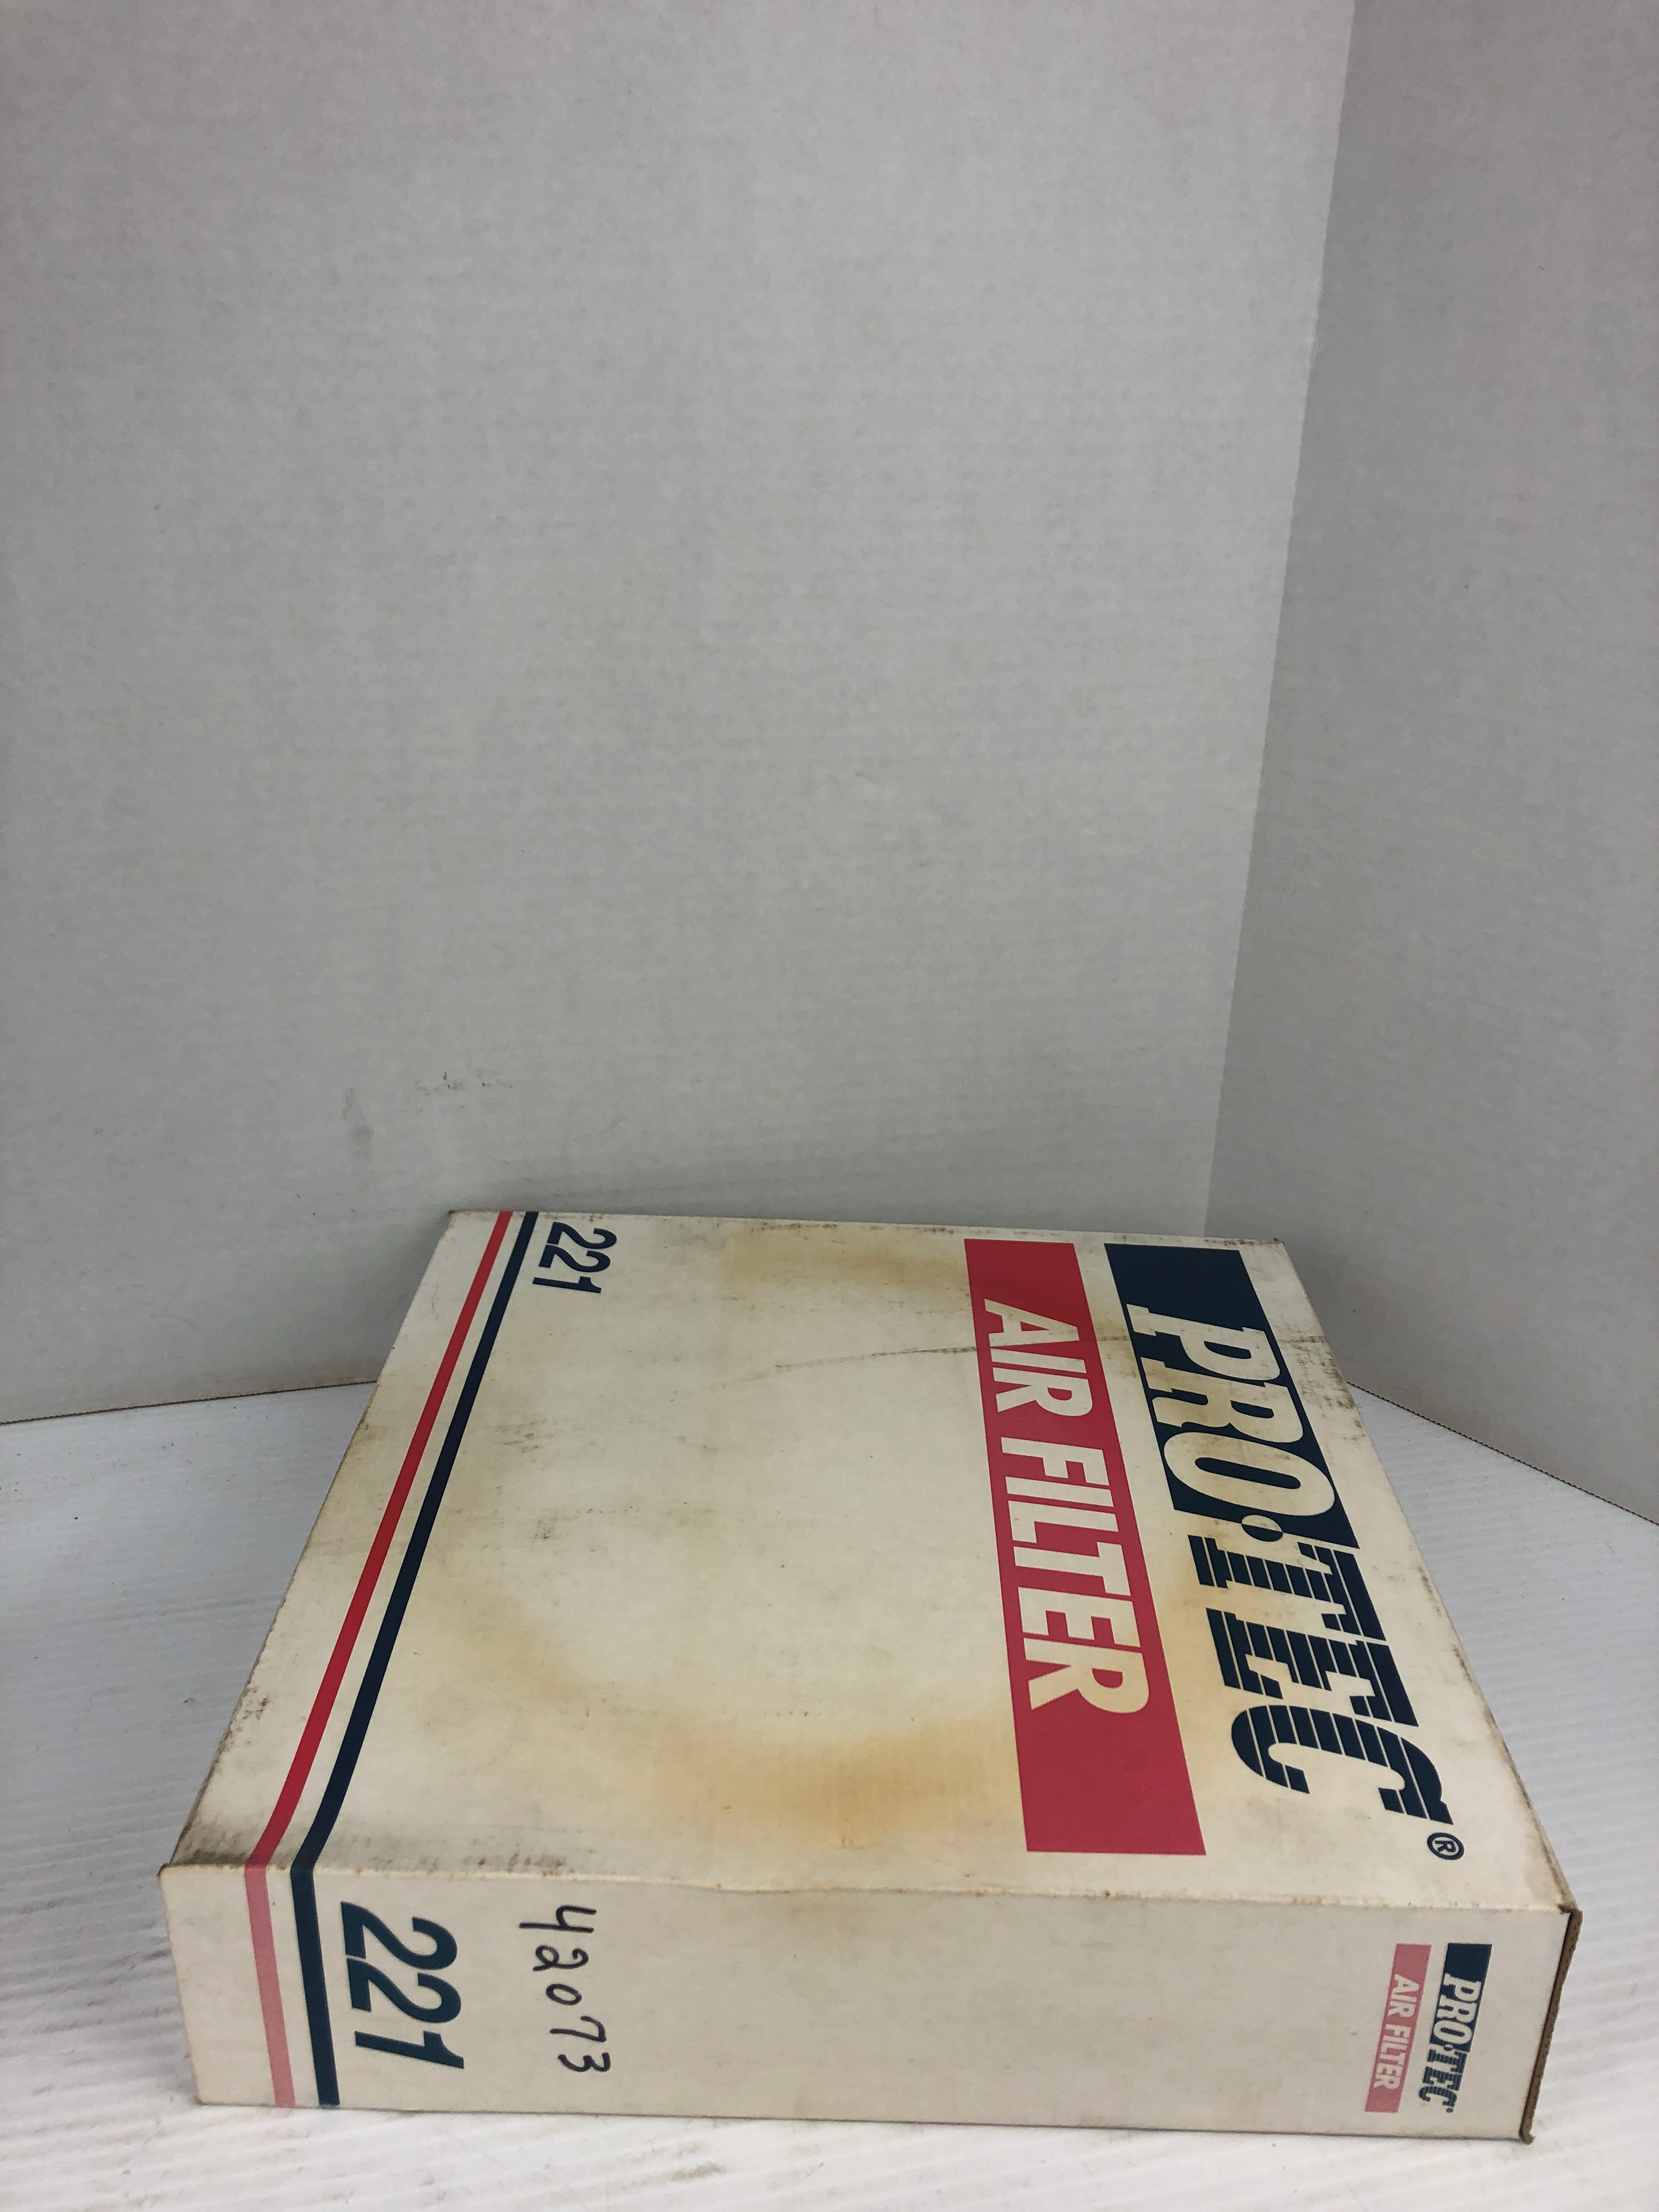 PRO·TEC®
AIR FILTER
221
PRO·TEC
AIR FILTER
42073
221